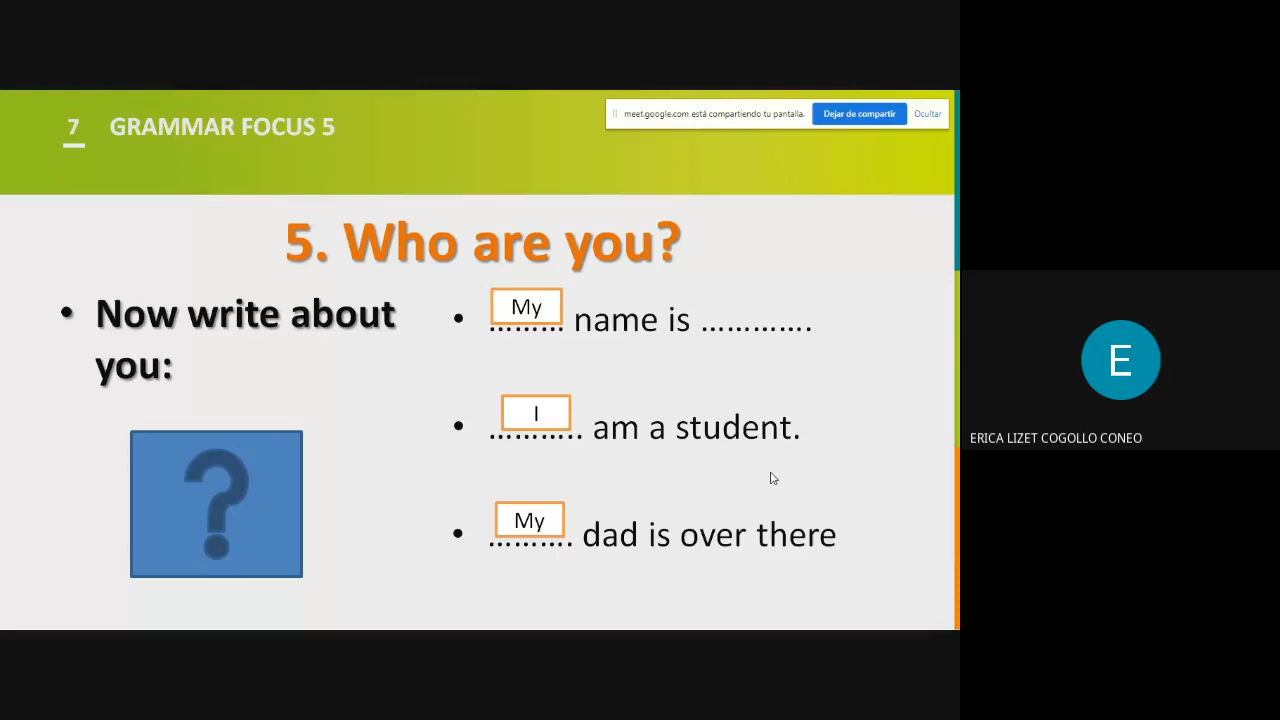 7 GRAMMAR FOCUS 5
meet.google.com está compartiendo tu pantalla. Dejar de compartir Ocultar
5. Who are you?
• Now write about
you:
?
• My ......... name is .............
• I ........... am a student.
• My .......... dad is over there
E
ERICA LIZET COGOLLO CONEO